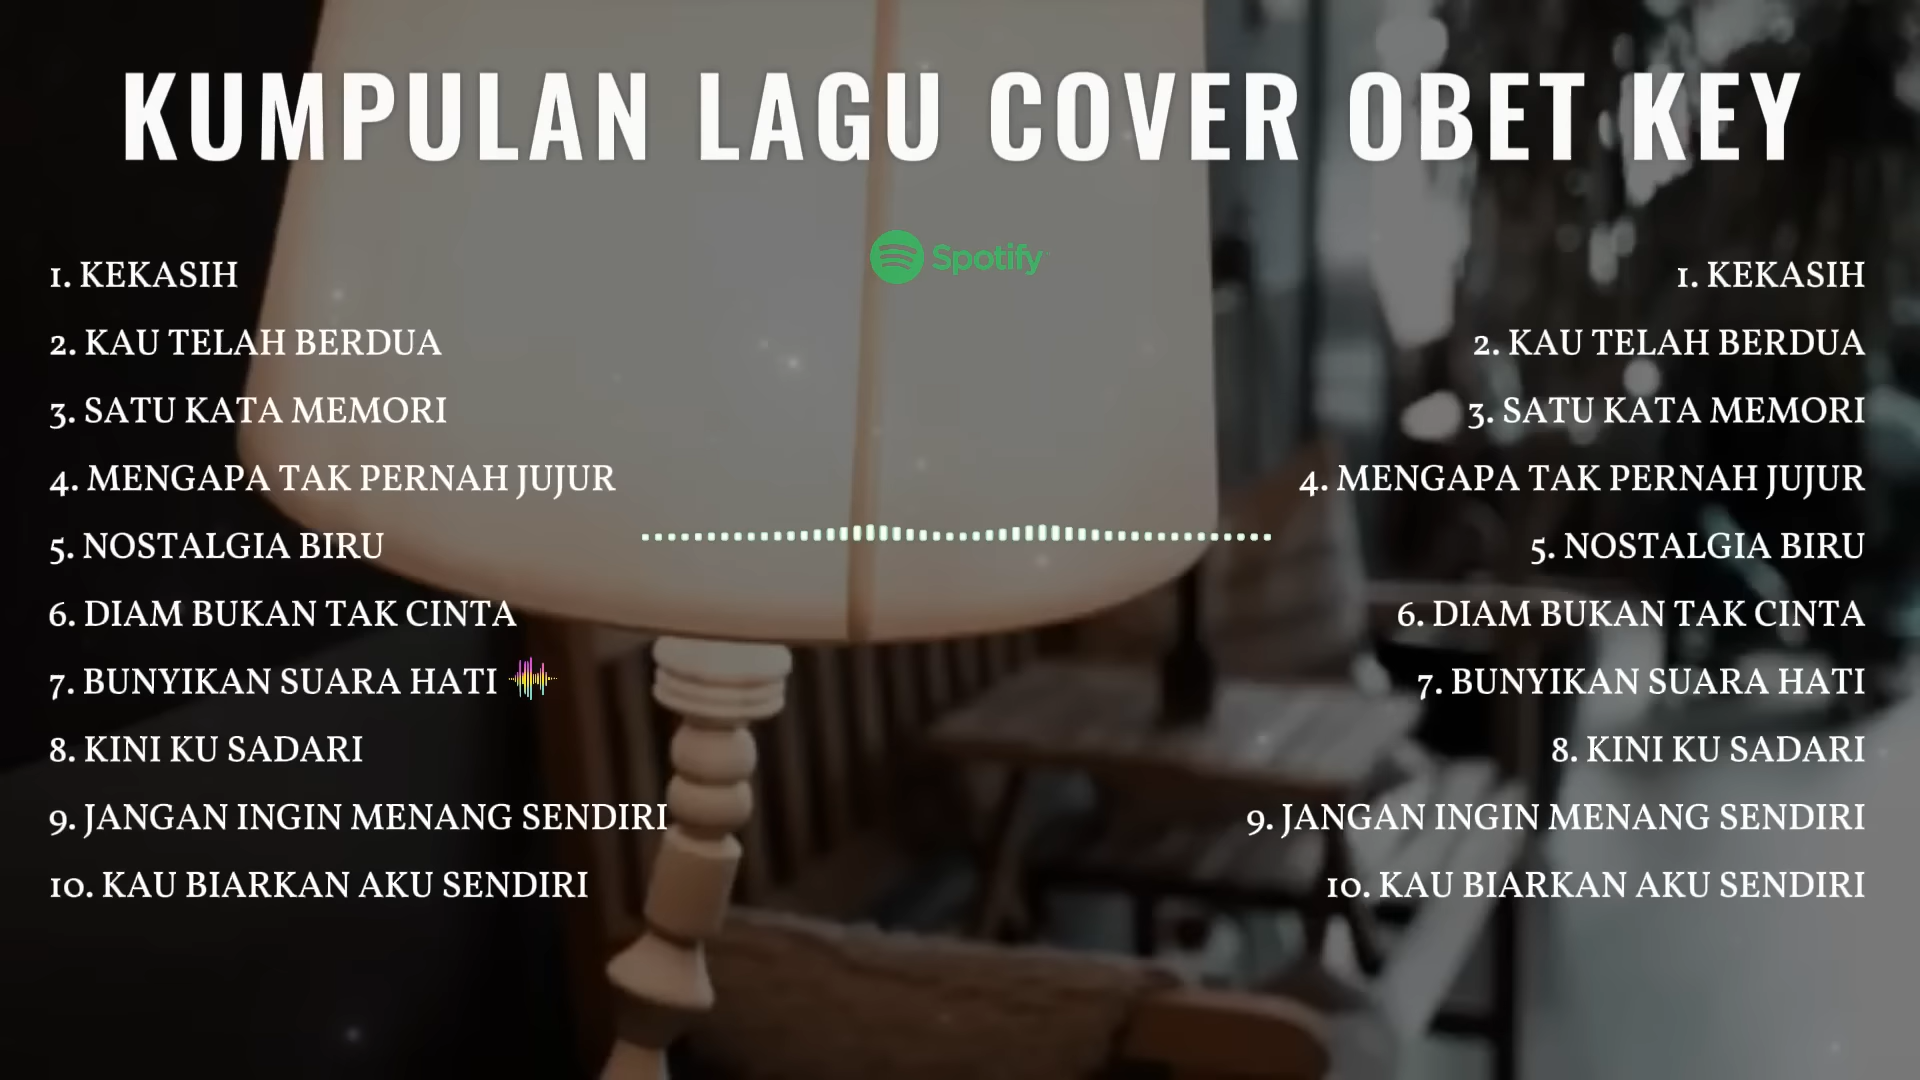 KUMPULAN LAGU COVER OBET KEY
Spotify
1. KEKASIH
2. KAU TELAH BERDUA
3. SATU KATA MEMORI
4. MENGAPA TAK PERNAH JUJUR
5. NOSTALGIA BIRU
6. DIAM BUKAN TAK CINTA
7. BUNYIKAN SUARA HATI
8. KINI KU SADARI
9. JANGAN INGIN MENANG SENDIRI
10. KAU BIARKAN AKU SENDIRI
1. KEKASIH
2. KAU TELAH BERDUA
3. SATU KATA MEMORI
4. MENGAPA TAK PERNAH JUJUR
5. NOSTALGIA BIRU
6. DIAM BUKAN TAK CINTA
7. BUNYIKAN SUARA HATI
8. KINI KU SADARI
9. JANGAN INGIN MENANG SENDIRI
10. KAU BIARKAN AKU SENDIRI